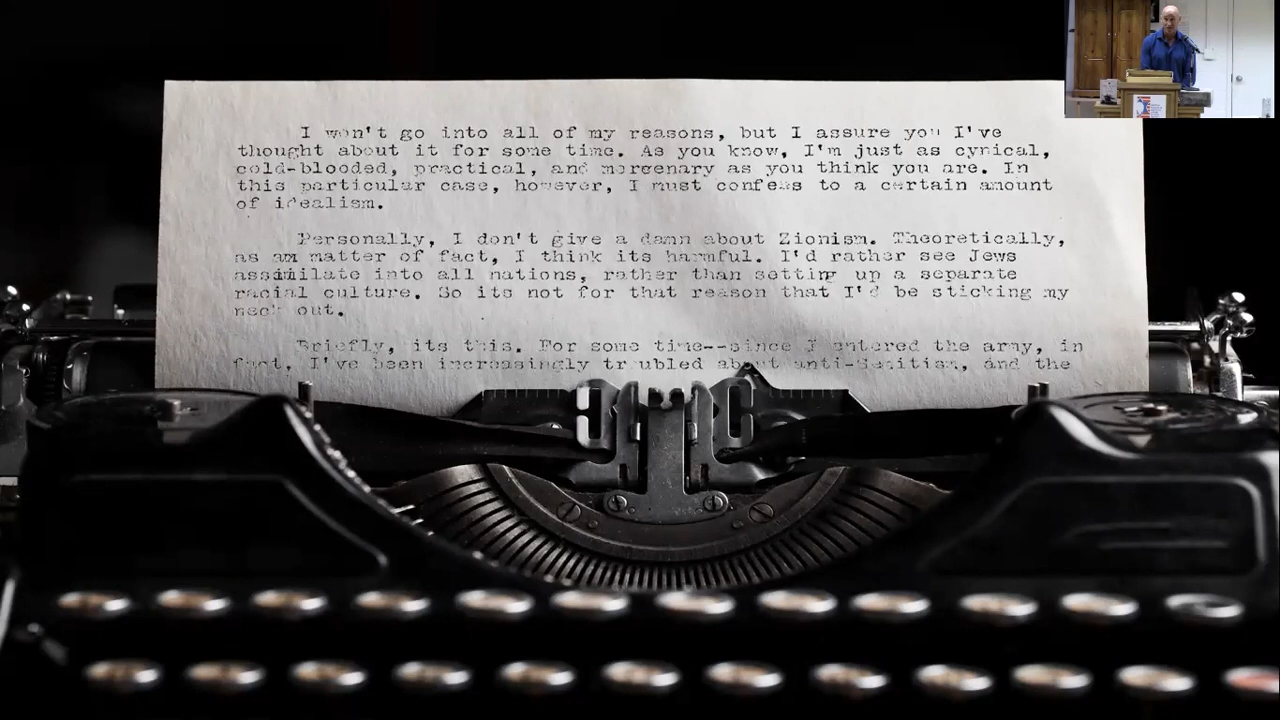 I won't go into all of my reasons, but I assure you I've
thought about it for some time. As you know, I'm just as cynical,
cold-blooded, practical, and mercenary as you think you are. In
this particular case, however, I must confess to a certain amount
of idealism.
Personally, I don't give a damn about Zionism. Theoretically,
as am matter of fact, I think its harmful. I'd rather see Jews
assimilate into all nations, rather than setting up a separate
racial culture. So its not for that reason that I'd be sticking my
neck out.
Briefly, its this. For some time--since I entered the army, in
fact, I've been increasingly troubled about anti-Semitism, and the